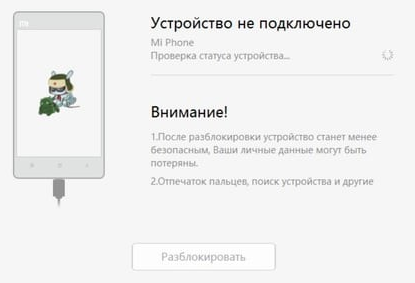 Устройство не подключено
Mi Phone
Проверка статуса устройства...
Внимание!
1.После разблокировки устройство станет менее
безопасным, Ваши личные данные могут быть
потеряны.
2.Отпечаток пальцев, поиск устройства и другие
Разблокировать